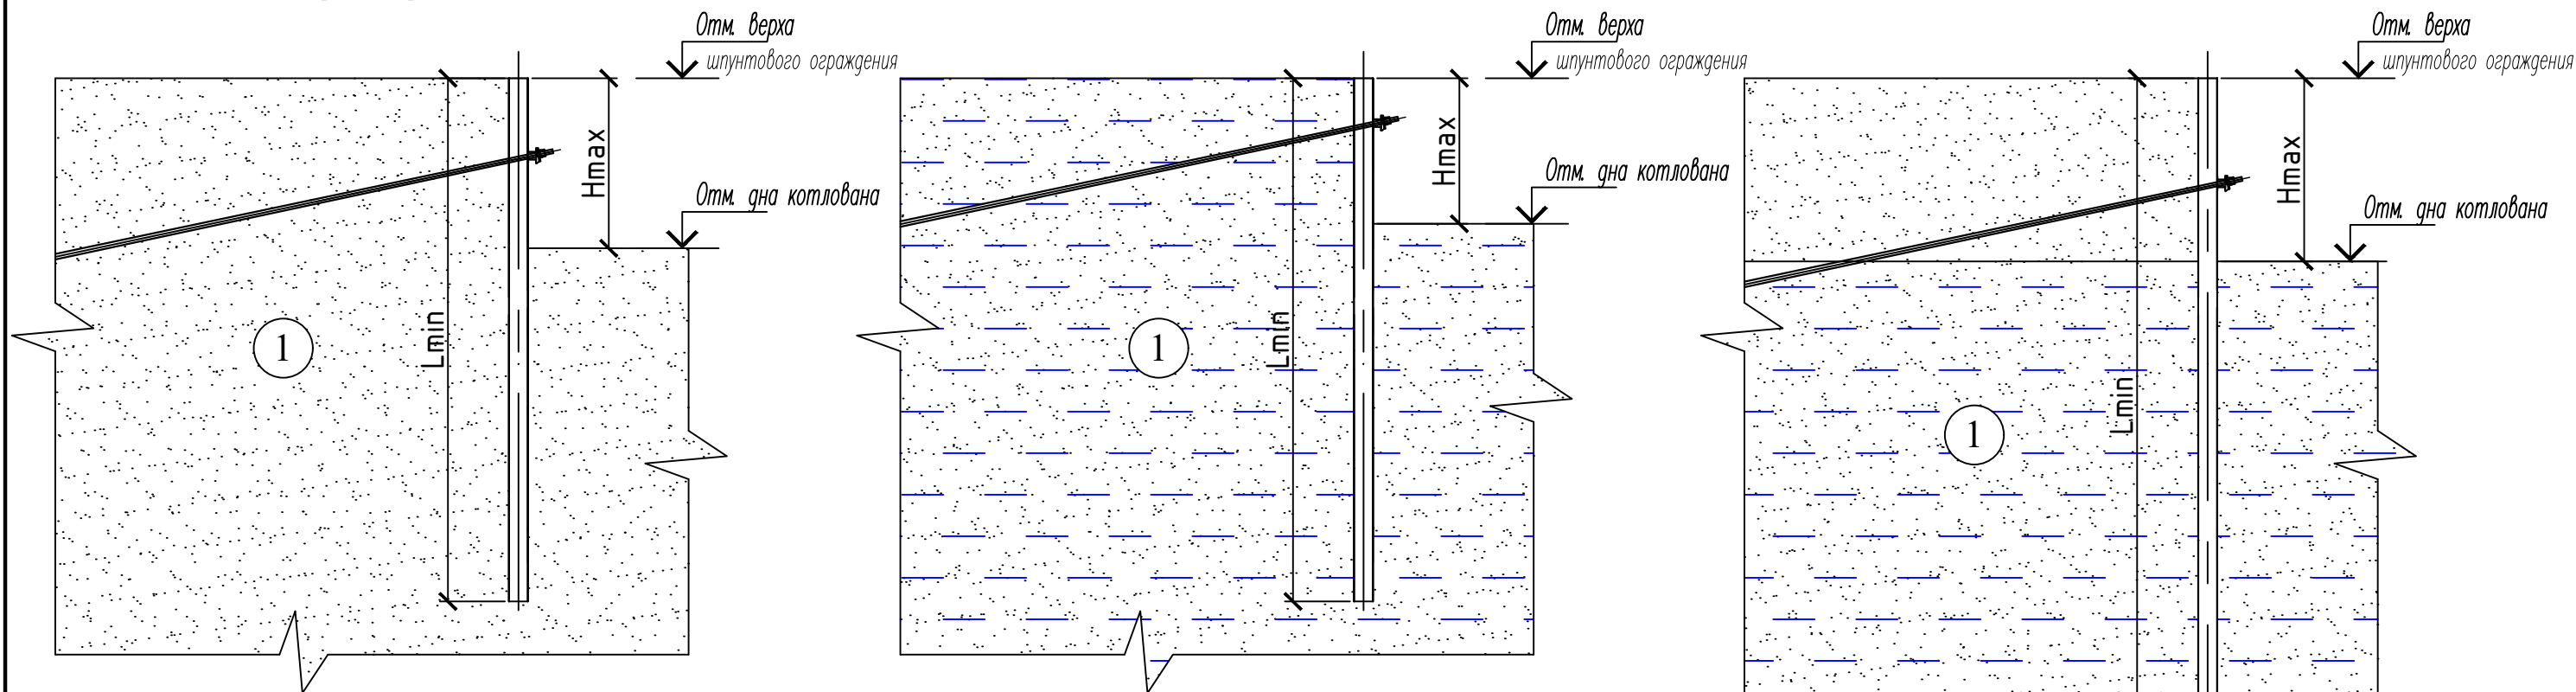 Отм. верха
шпунтового ограждения
Hmax
Отм. дна котлована
Lmin
1
Отм. верха
шпунтового ограждения
Hmax
Отм. дна котлована
Lmin
1
Отм. верха
шпунтового ограждения
Hmax
Отм. дна котлована
Lmin
1